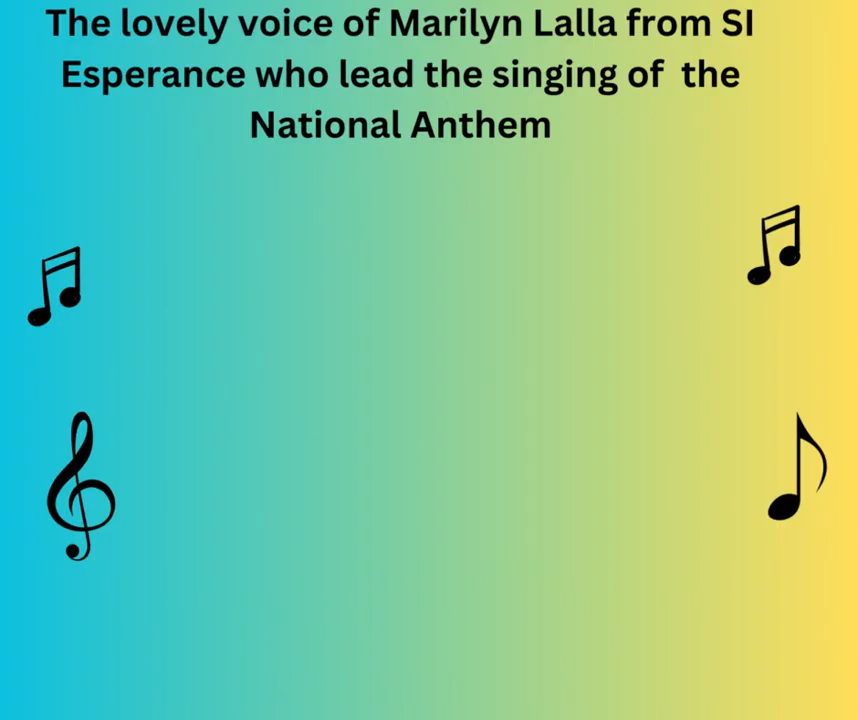 The lovely voice of Marilyn Lalla from SI
Esperance who lead the singing of the
National Anthem